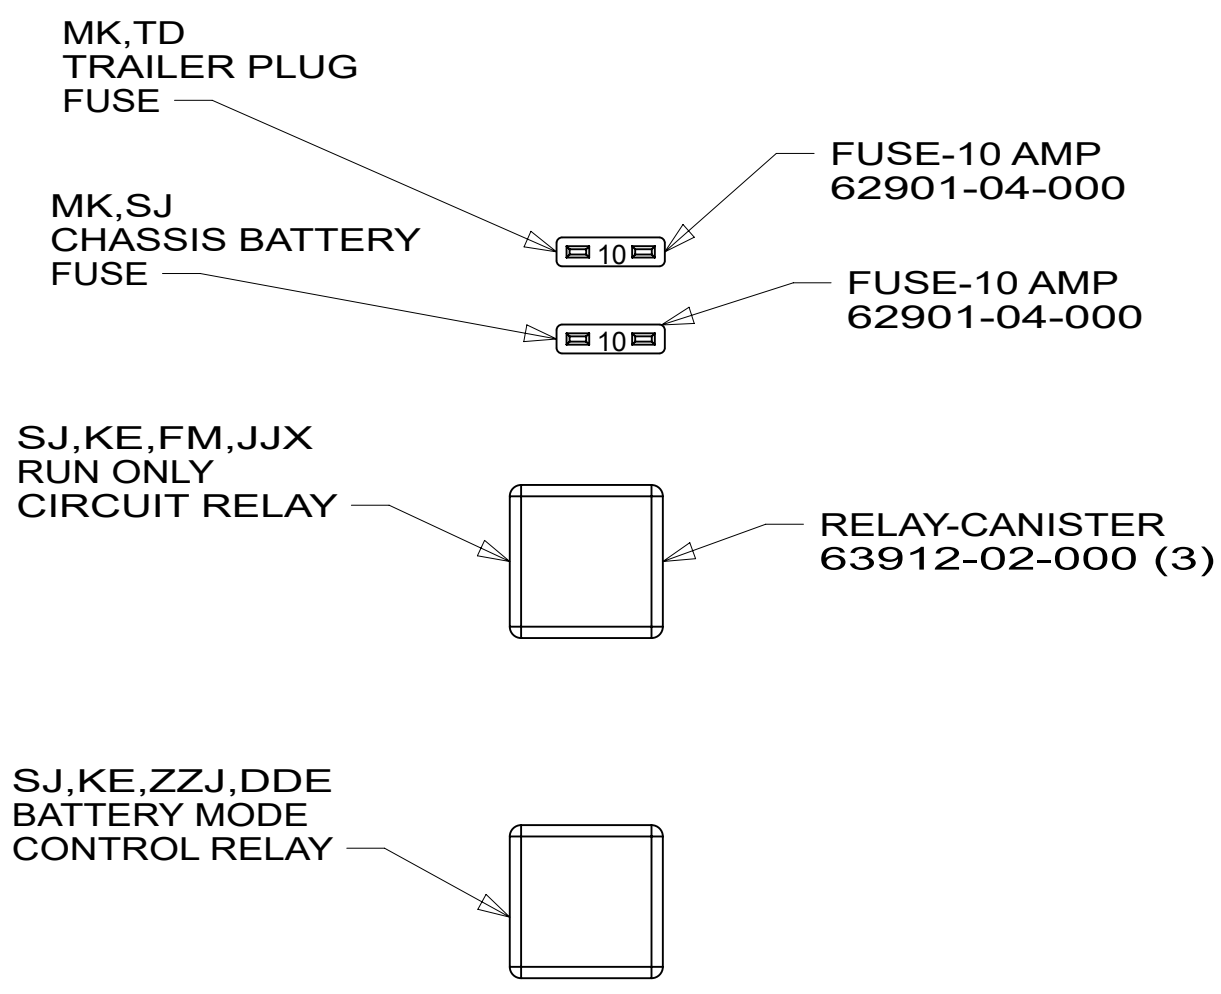 MK,TD
TRAILER PLUG
FUSE
FUSE-10 AMP
62901-04-000
10
MK,SJ
CHASSIS BATTERY
FUSE
FUSE-10 AMP
62901-04-000
10
SJ,KE,FM,JJX
RUN ONLY
CIRCUIT RELAY
RELAY-CANISTER
63912-02-000 (3)
SJ,KE,ZZJ,DDE
BATTERY MODE
CONTROL RELAY